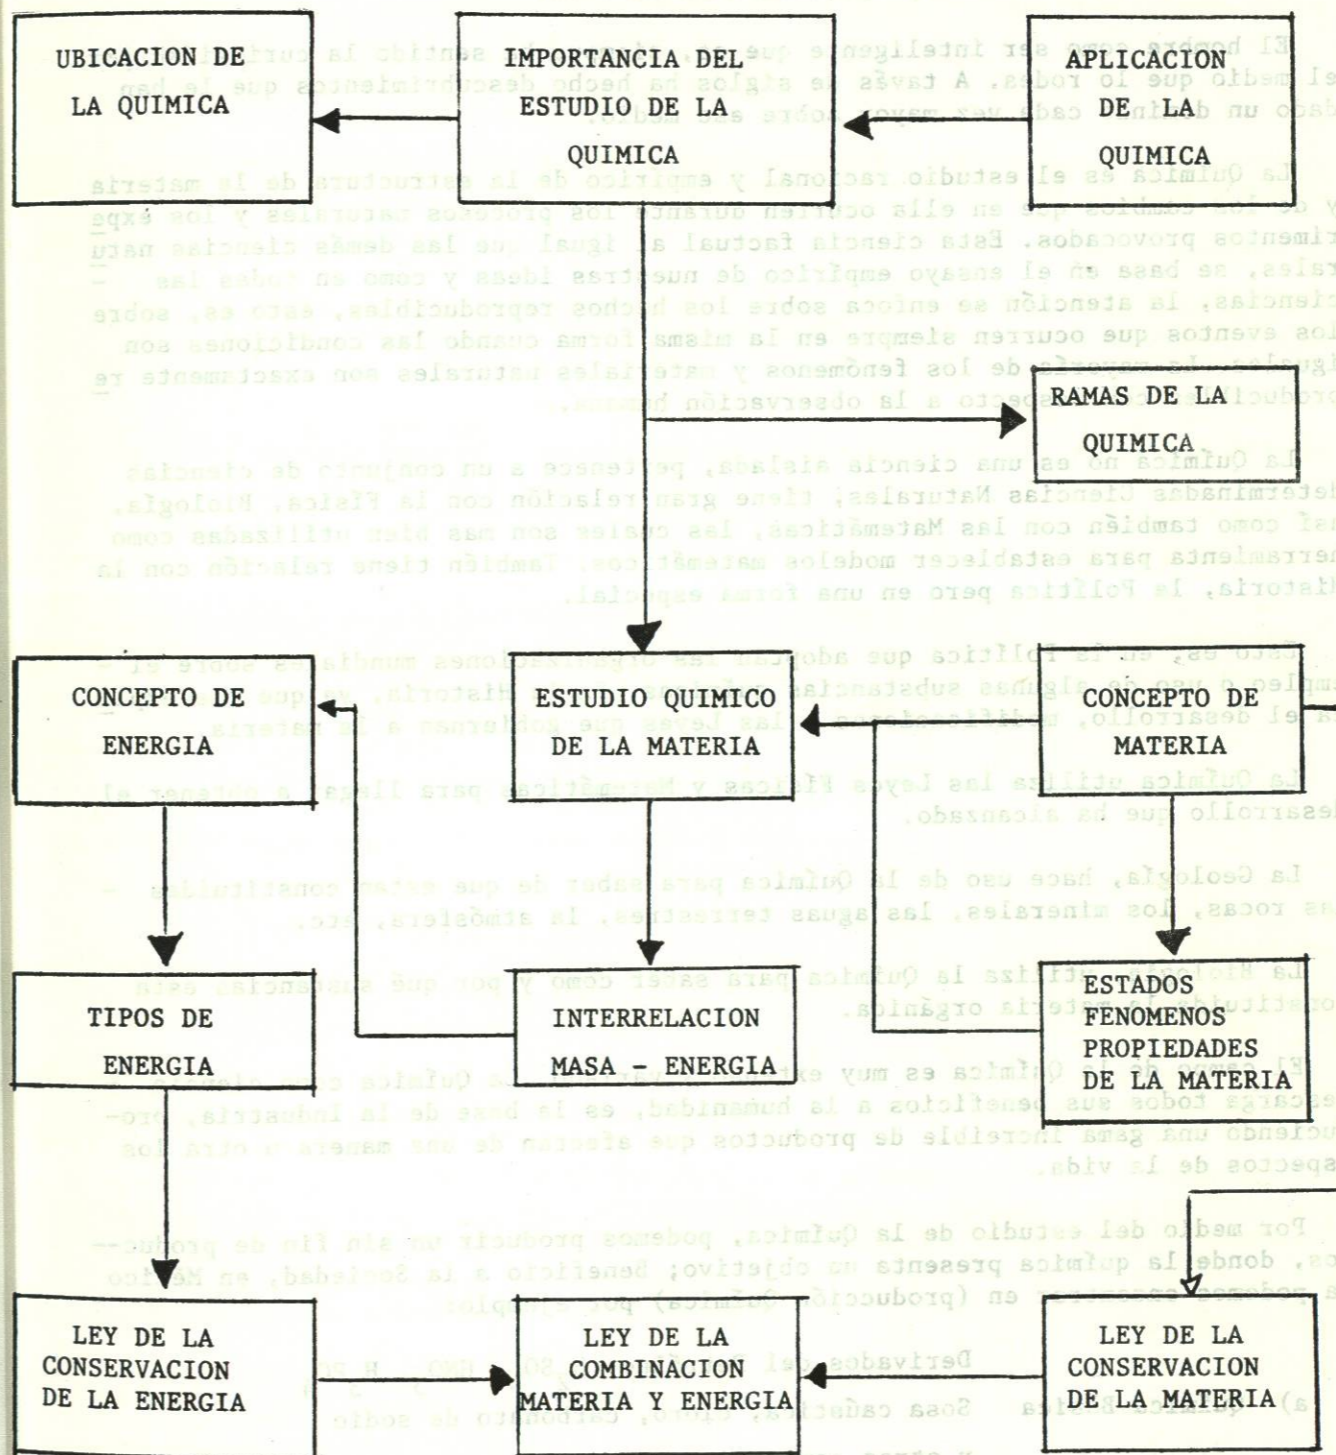 UBICACION DE
LA QUIMICA
IMPORTANCIA DEL
ESTUDIO DE LA
QUIMICA
APLICACION
DE LA
QUIMICA
RAMAS DE LA
QUIMICA
CONCEPTO DE
ENERGIA
ESTUDIO QUIMICO
DE LA MATERIA
CONCEPTO DE
MATERIA
TIPOS DE
ENERGIA
INTERRELACION
MASA - ENERGIA
ESTADOS
FENOMENOS
PROPIEDADES
DE LA MATERIA
LEY DE LA
CONSERVACION
DE LA ENERGIA
LEY DE LA
COMBINACION
MATERIA Y ENERGIA
LEY DE LA
CONSERVACION
DE LA MATERIA